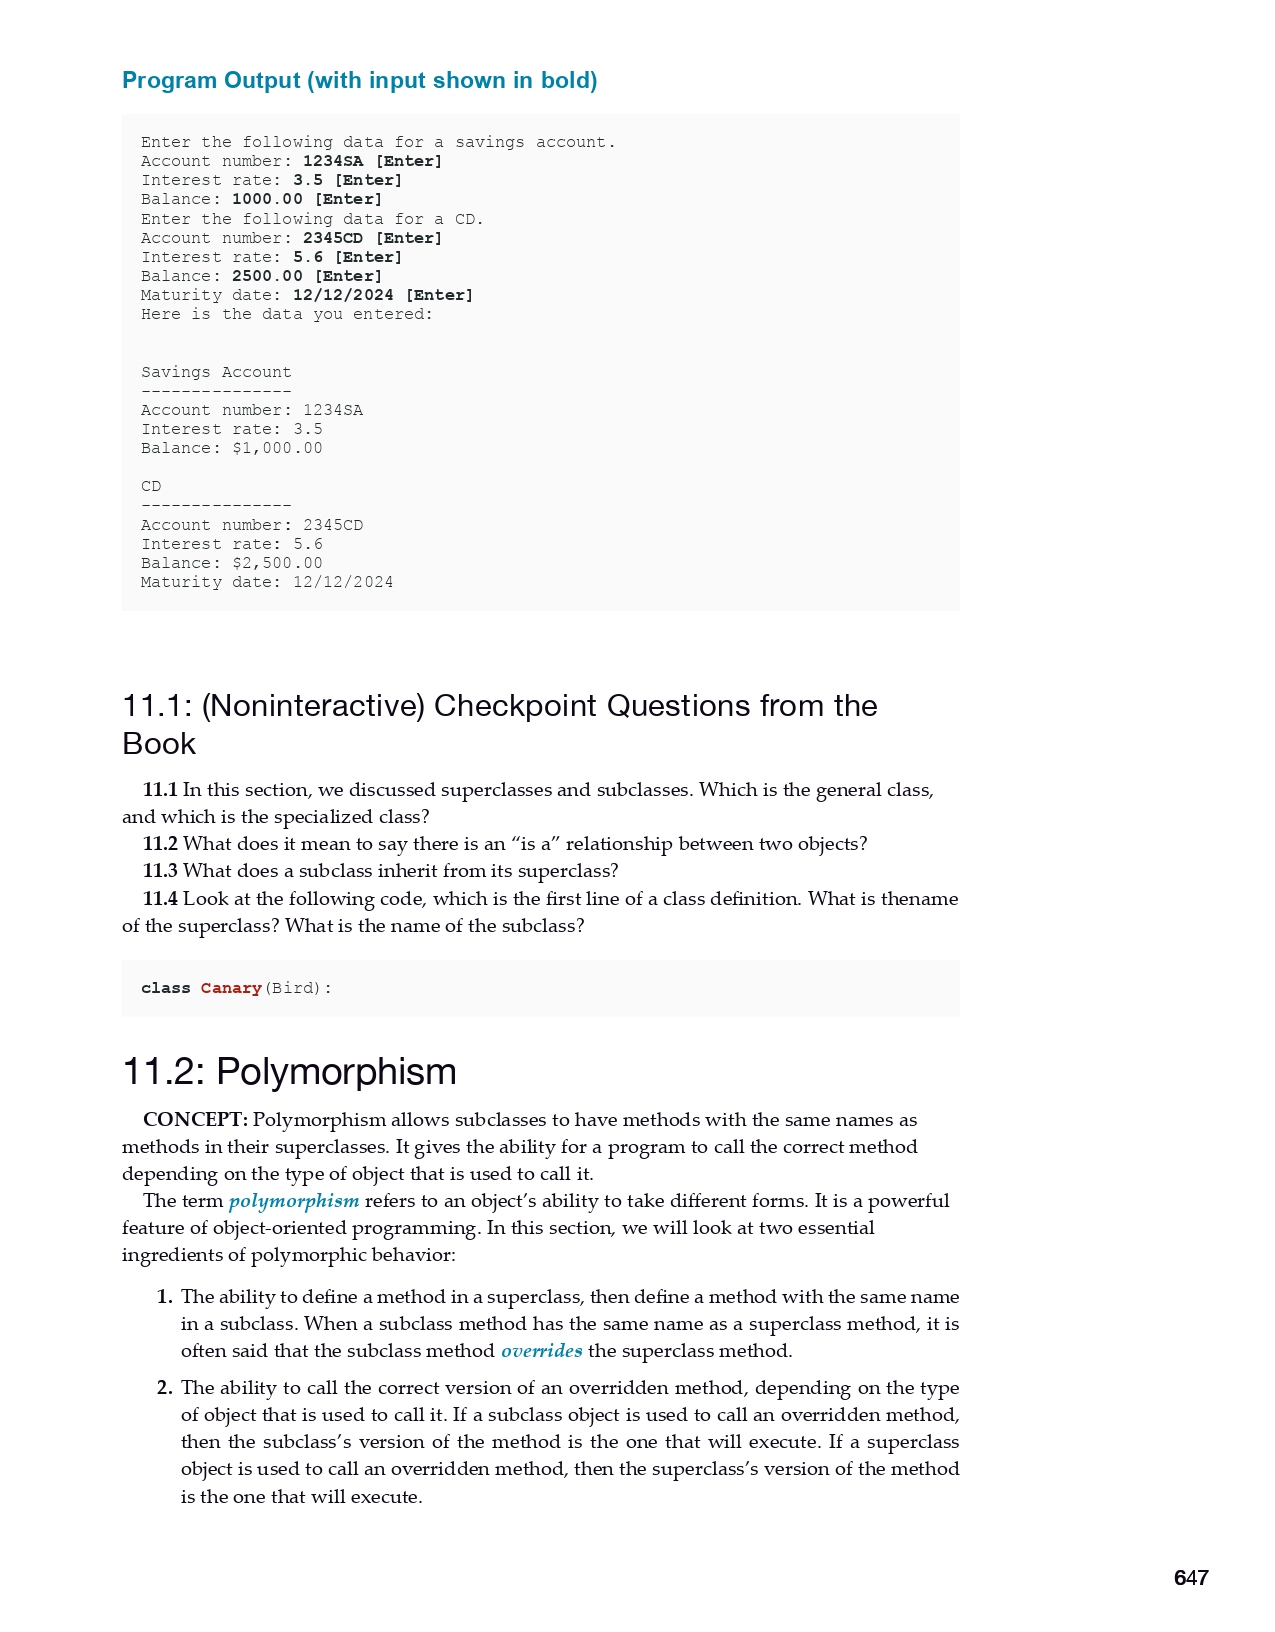 Program Output (with input shown in bold)
Enter the following data for a savings account.
Account number: 1234SA [Enter]
Interest rate: 3.5 [Enter]
Balance: 1000.00 [Enter]
Enter the following data for a CD.
Account number: 2345CD [Enter]
Interest rate: 5.6 [Enter]
Balance: 2500.00 [Enter]
Maturity date: 12/12/2024 [Enter]
Here is the data you entered:
Savings Account
---------------
Account number: 1234SA
Interest rate: 3.5
Balance: $1,000.00
CD
---------------
Account number: 2345CD
Interest rate: 5.6
Balance: $2,500.00
Maturity date: 12/12/2024
11.1: (Noninteractive) Checkpoint Questions from the
Book
11.1 In this section, we discussed superclasses and subclasses. Which is the general class,
and which is the specialized class?
11.2 What does it mean to say there is an “is a” relationship between two objects?
11.3 What does a subclass inherit from its superclass?
11.4 Look at the following code, which is the first line of a class definition. What is thename
of the superclass? What is the name of the subclass?
class Canary(Bird):
11.2: Polymorphism
CONCEPT: Polymorphism allows subclasses to have methods with the same names as
methods in their superclasses. It gives the ability for a program to call the correct method
depending on the type of object that is used to call it.
The term polymorphism refers to an object’s ability to take different forms. It is a powerful
feature of object-oriented programming. In this section, we will look at two essential
ingredients of polymorphic behavior:
1. The ability to define a method in a superclass, then define a method with the same name
in a subclass. When a subclass method has the same name as a superclass method, it is
often said that the subclass method overrides the superclass method.
2. The ability to call the correct version of an overridden method, depending on the type
of object that is used to call it. If a subclass object is used to call an overridden method,
then the subclass’s version of the method is the one that will execute. If a superclass
object is used to call an overridden method, then the superclass’s version of the method
is the one that will execute.
647